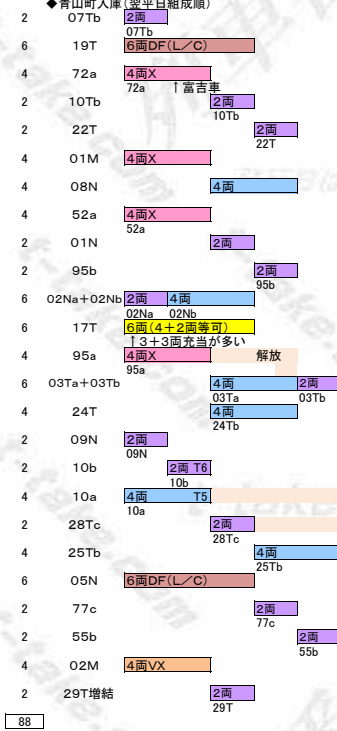 ◆青山町入庫(翌平日組成順)
2 07Tb 2両
07Tb
6 19T 6両DF(L/C)
4 72a 4両X
72a ↑富吉車
2 10Tb 2両
10Tb
2 22T 2両
22T
4 01M 4両X
4 08N 4両
4 52a 4両X
52a
2 01N 2両
2 95b 2両
95b
6 02Na+02Nb 2両 4両
02Na 02Nb
6 17T 6両(4+2両等可)
↑3+3両充当が多い
4 95a 4両X 解放
95a
6 03Ta+03Tb 4両 2両
03Ta 03Tb
4 24T 4両
24Tb
2 09N 2両
09N
2 10b 2両 T6
10b
4 10a 4両 T5
10a
2 28Tc 2両
28Tc
4 25Tb 4両
25Tb
6 05N 6両DF(L/C)
2 77c 2両
77c
2 55b 2両
55b
4 02M 4両VX
2 29T増結 2両
29T
88
t-take.com